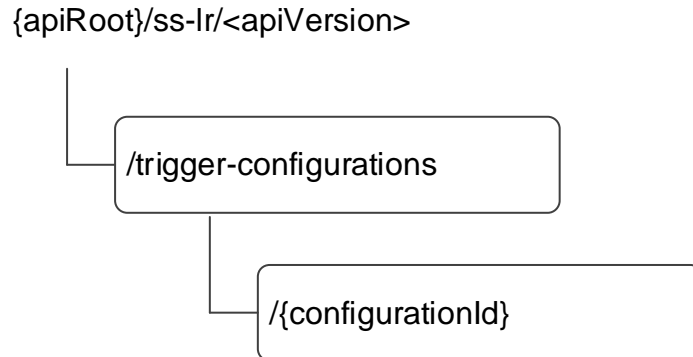 {apiRoot}/ss-lr/<apiVersion>
/trigger-configurations
/{configurationId}